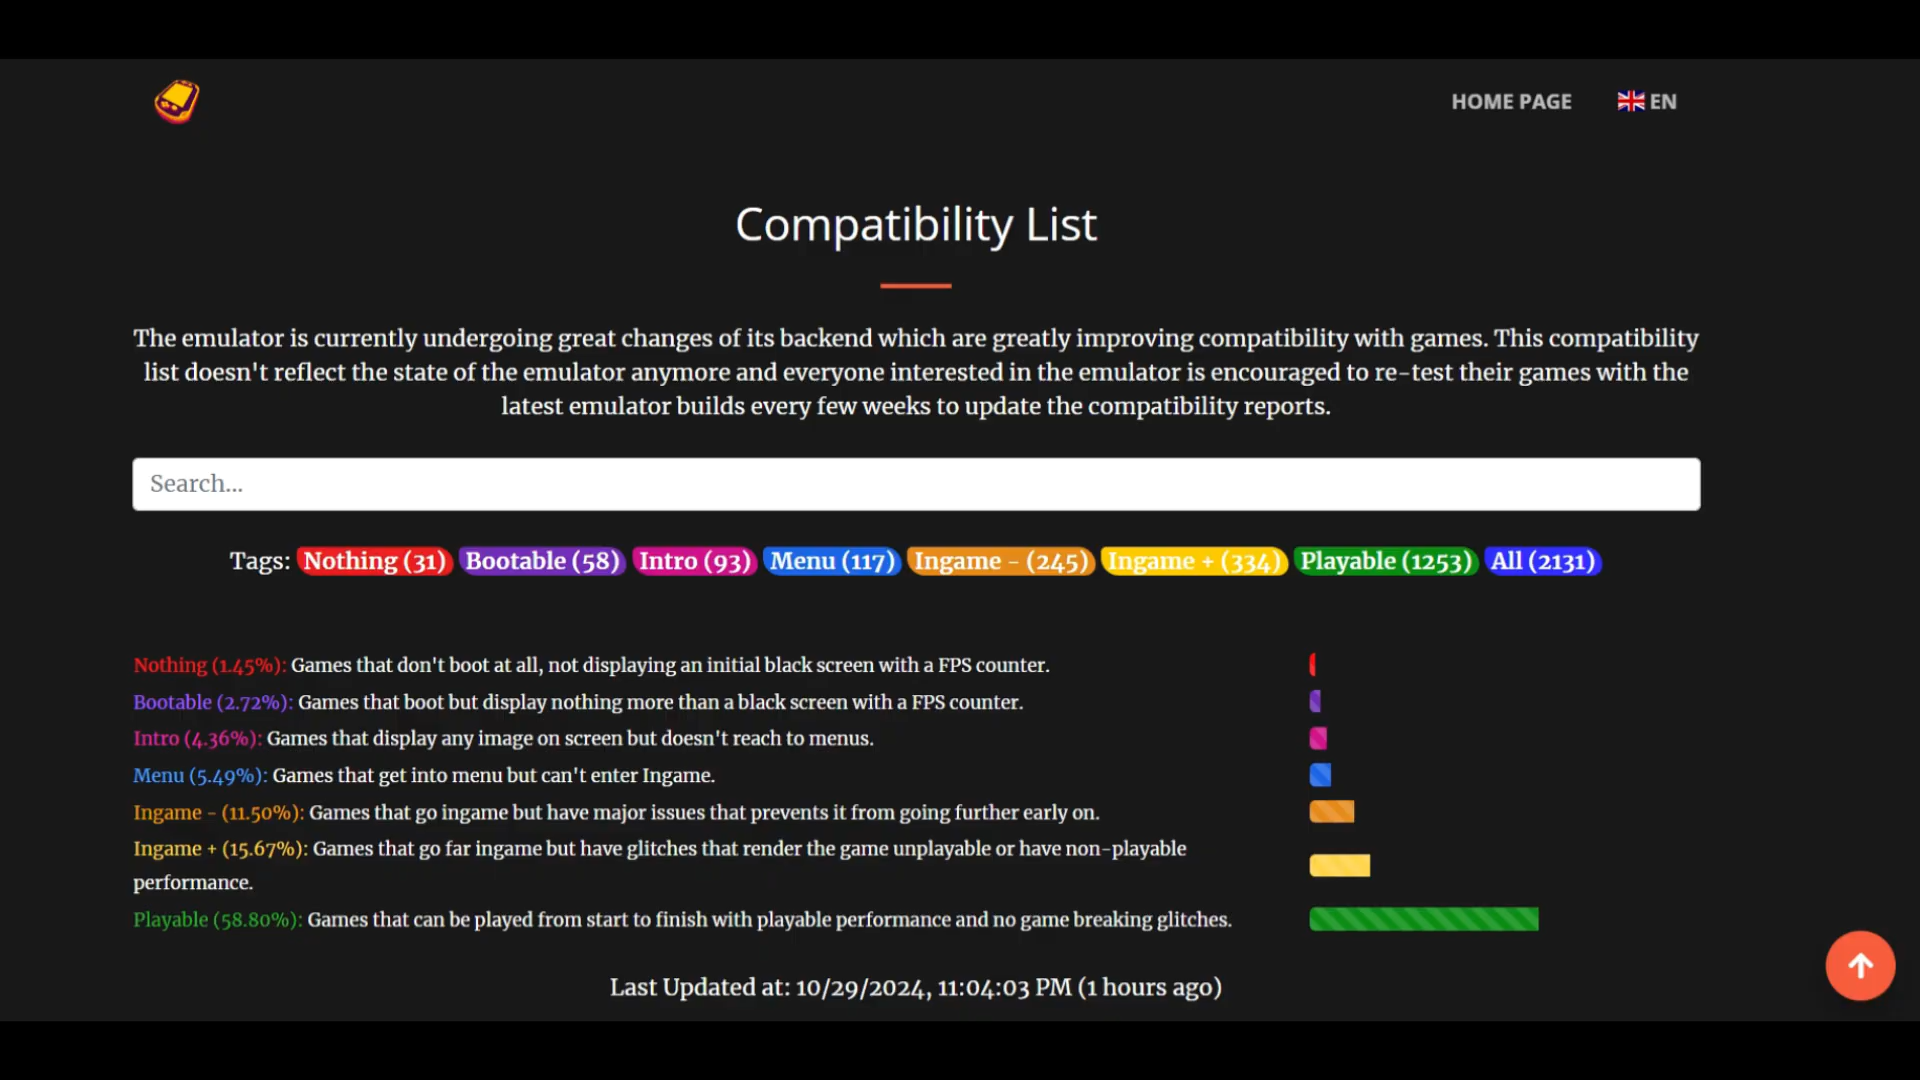 HOME PAGE EN
Compatibility List
The emulator is currently undergoing great changes of its backend which are greatly improving compatibility with games. This compatibility
list doesn't reflect the state of the emulator anymore and everyone interested in the emulator is encouraged to re-test their games with the
latest emulator builds every few weeks to update the compatibility reports.
Search...
Tags: Nothing (31) Bootable (58) Intro (93) Menu (117) Ingame - (245) Ingame + (334) Playable (1253) All (2131)
Nothing (1.45%): Games that don't boot at all, not displaying an initial black screen with a FPS counter.
Bootable (2.72%): Games that boot but display nothing more than a black screen with a FPS counter.
Intro (4.36%): Games that display any image on screen but doesn't reach to menus.
Menu (5.49%): Games that get into menu but can't enter Ingame.
Ingame - (11.50%): Games that go ingame but have major issues that prevents it from going further early on.
Ingame + (15.67%): Games that go far ingame but have glitches that render the game unplayable or have non-playable
performance.
Playable (58.80%): Games that can be played from start to finish with playable performance and no game breaking glitches.
Last Updated at: 10/29/2024, 11:04:03 PM (1 hours ago)